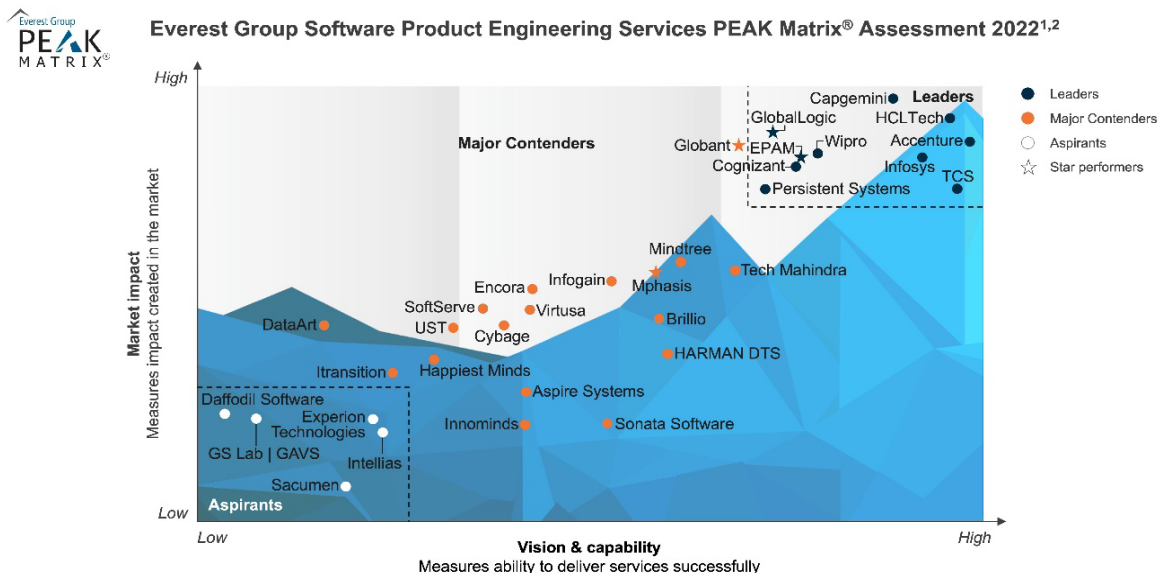 Everest Group
PEAK
MATRIX®
Everest Group Software Product Engineering Services PEAK Matrix® Assessment 2022¹,²
High
Market impact
Measures impact created in the market
Low
Major Contenders
Leaders
Capgemini
GlobalLogic
HCLTech
Globant
EPAM
Wipro
Accenture
Cognizant
Infosys
TCS
Persistent Systems
Mindtree
Tech Mahindra
Mphasis
Infogain
Encora
SoftServe
Virtusa
Brillio
DataArt
UST
Cybage
HARMAN DTS
Itransition
Happiest Minds
Aspire Systems
Daffodil Software
Experion
Technologies
Innominds
Sonata Software
GS Lab | GAVS
Intellias
Sacumen
Aspirants
Low
High
Vision & capability
Measures ability to deliver services successfully
Leaders
Major Contenders
Aspirants
Star performers